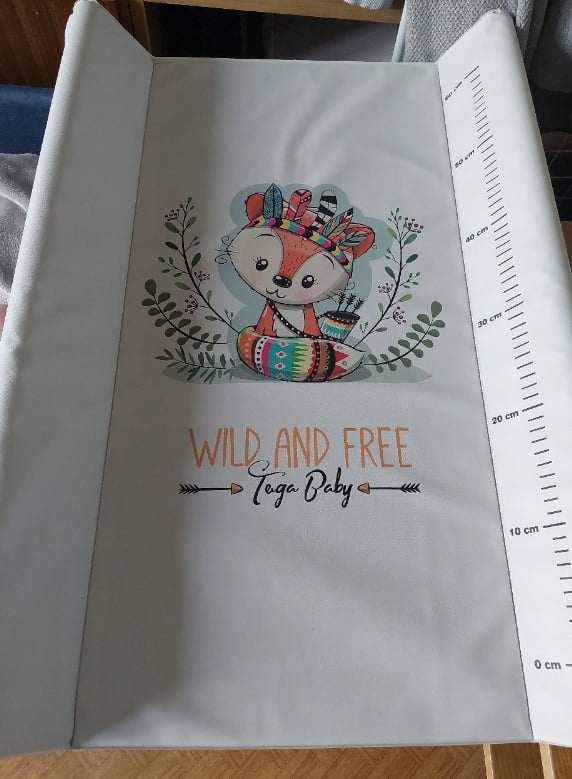 60 cm
50 cm
40 cm
30 cm
20 cm
WILD AND FREE
Tega Baby
10 cm
0 cm